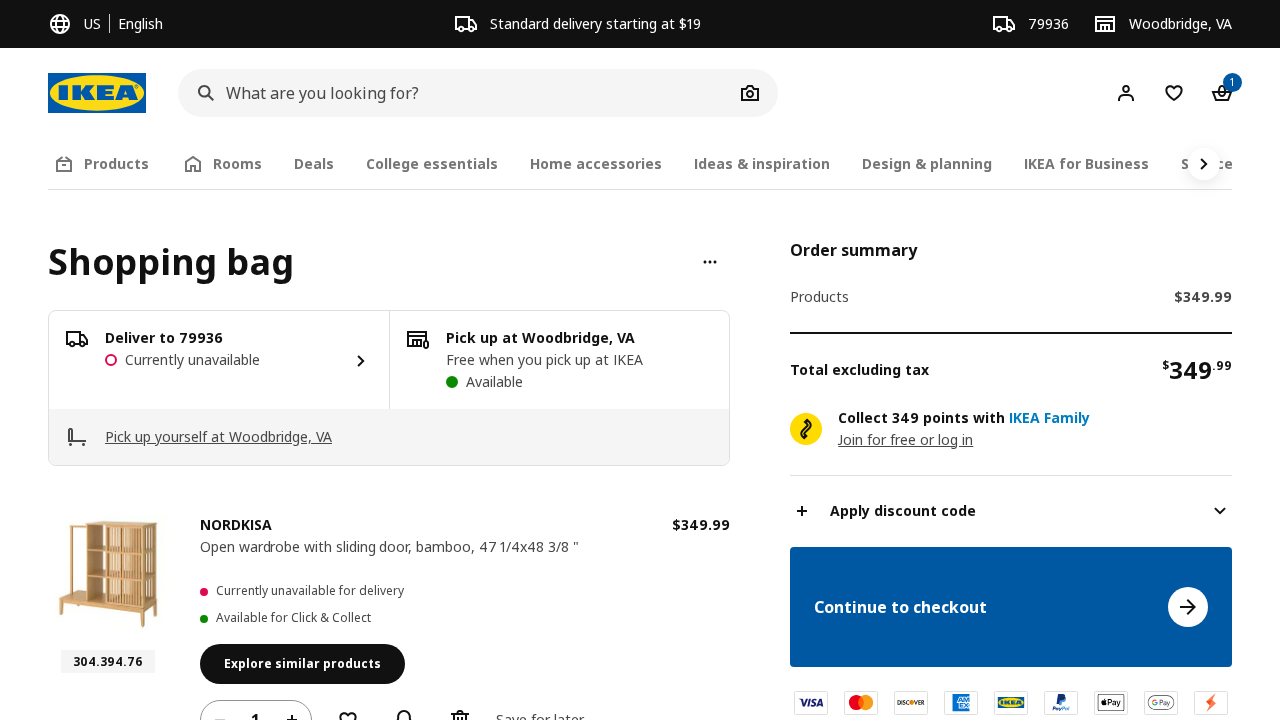 US
English
Standard delivery starting at $19
79936
Woodbridge, VA
IKEA
What are you looking for?
1
Products
Rooms
Deals
College essentials
Home accessories
Ideas & inspiration
Design & planning
IKEA for Business
Shopping bag
Deliver to 79936
Currently unavailable
Pick up at Woodbridge, VA
Free when you pick up at IKEA
Available
Pick up yourself at Woodbridge, VA
NORDKISA
$349.99
Open wardrobe with sliding door, bamboo, 47 1/4x48 3/8 "
Currently unavailable for delivery
Available for Click & Collect
304.394.76
Explore similar products
1
Save for later
Order summary
Products
$349.99
Total excluding tax
$349.99
Collect 349 points with IKEA Family
Join for free or log in
Apply discount code
Continue to checkout
VISA
DISCOVER
IKEA
PayPal
Apple Pay
G Pay